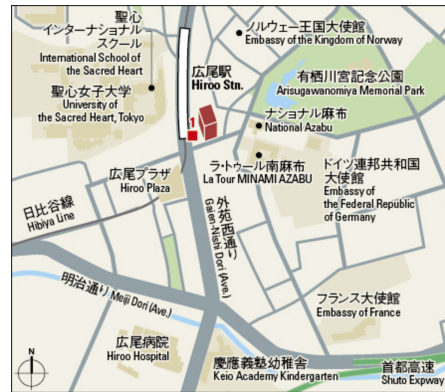 聖心
インターナショナル
スクール
International School of
the Sacred Heart
聖心女子大学
University of
the Sacred Heart, Tokyo
ノルウェー王国大使館
Embassy of the Kingdom of Norway
広尾駅
Hiroo Stn.
有栖川宮記念公園
Arisugawanomiya Memorial Park
1
ナショナル麻布
National Azabu
広尾プラザ
Hiroo Plaza
ラ・トゥール南麻布
La Tour MINAMI AZABU
ドイツ連邦共和国
大使館
Embassy of
the Federal Republic
of Germany
日比谷線
Hibiya Line
外苑西通り
Gaien-Nishi Dori (Ave.)
明治通り Meiji Dori (Ave.)
フランス大使館
Embassy of France
N
広尾病院
Hiroo Hospital
慶應義塾幼稚舎
Keio Academy Kindergarten
首都高速
Shuto Expway